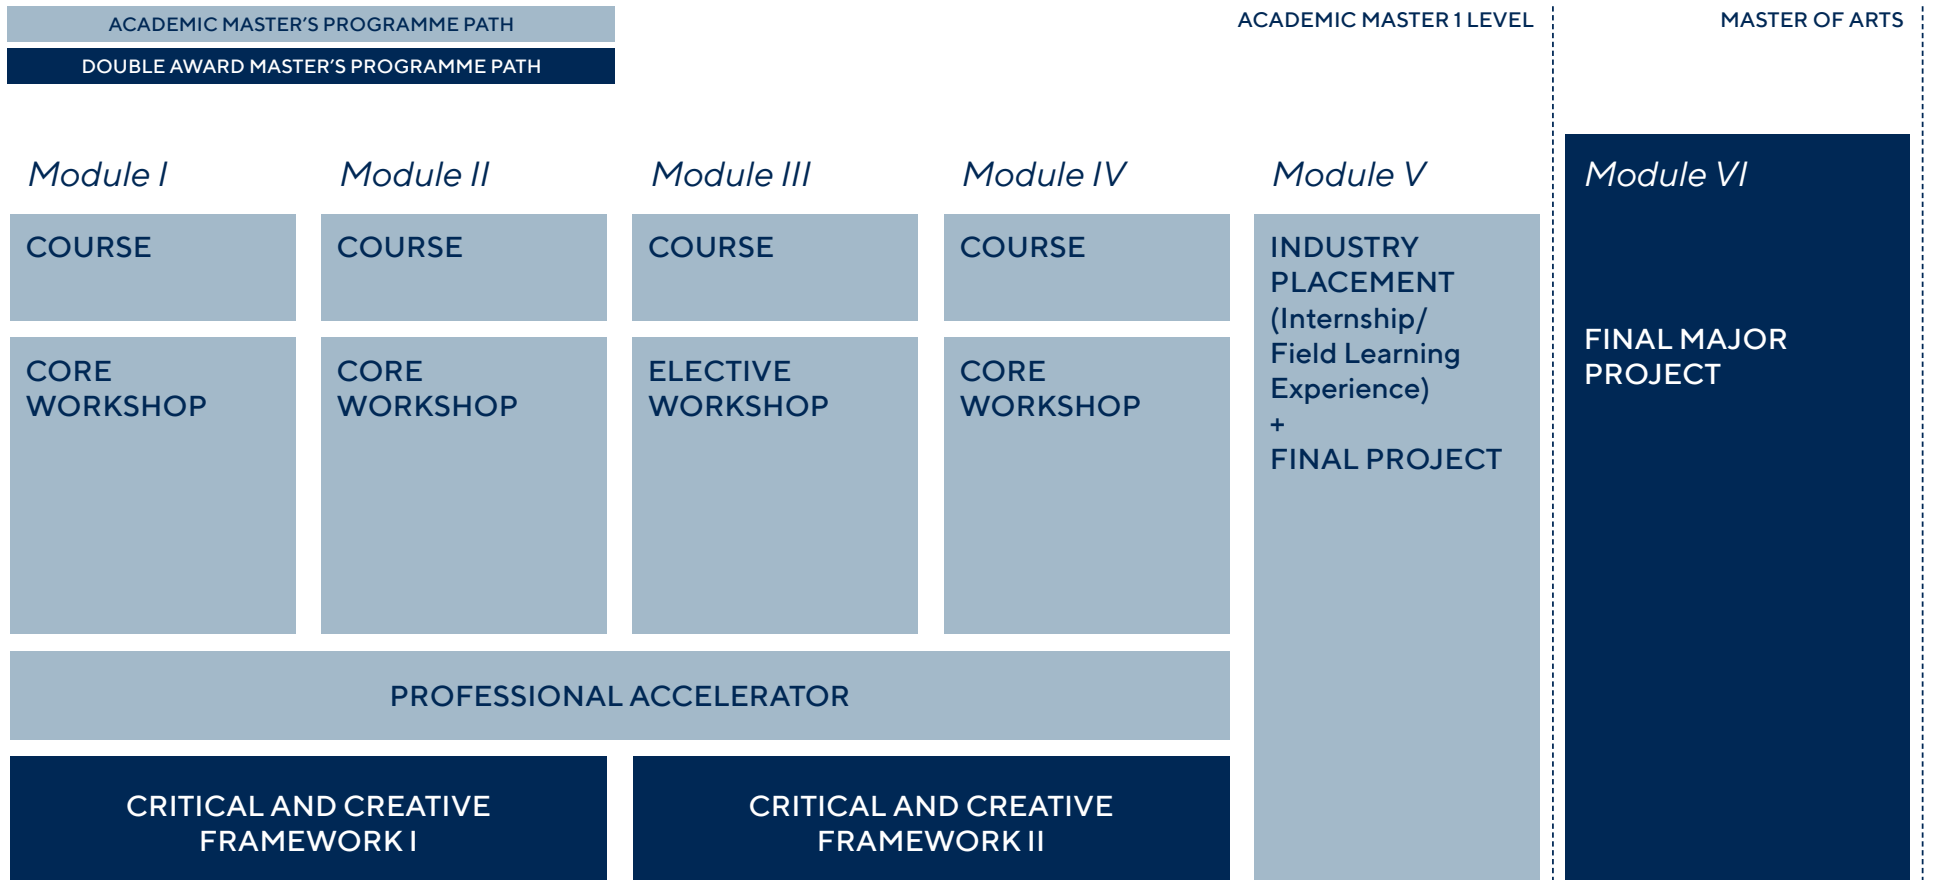 ACADEMIC MASTER'S PROGRAMME PATH
DOUBLE AWARD MASTER'S PROGRAMME PATH
ACADEMIC MASTER 1 LEVEL
MASTER OF ARTS
Module I
COURSE
CORE
WORKSHOP
Module II
COURSE
CORE
WORKSHOP
Module III
COURSE
ELECTIVE
WORKSHOP
Module IV
COURSE
CORE
WORKSHOP
PROFESSIONAL ACCELERATOR
CRITICAL AND CREATIVE
FRAMEWORK I
CRITICAL AND CREATIVE
FRAMEWORK II
Module V
INDUSTRY
PLACEMENT
(Internship/
Field Learning
Experience)
+
FINAL PROJECT
Module VI
FINAL MAJOR
PROJECT